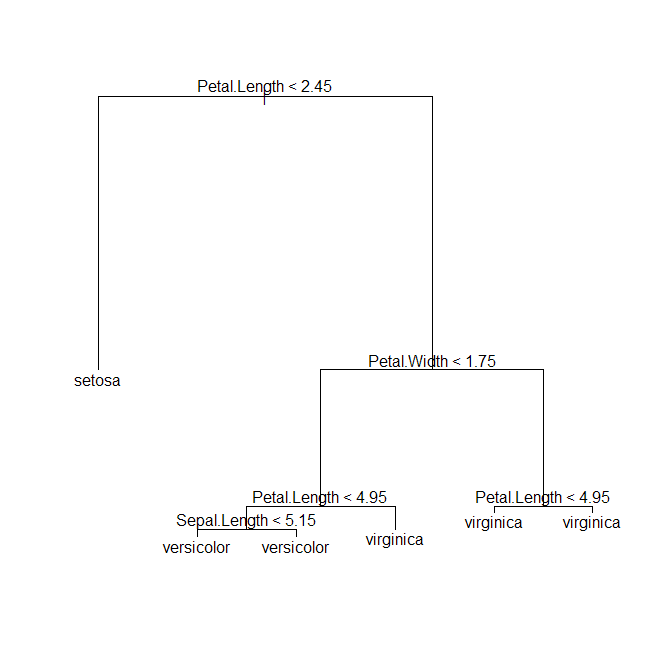 Petal.Length < 2.45
Petal.Width < 1.75
setosa
Petal.Length < 4.95
Petal.Length < 4.95
Sepal.Length < 5.15
virginica
virginica
virginica
versicolor
versicolor